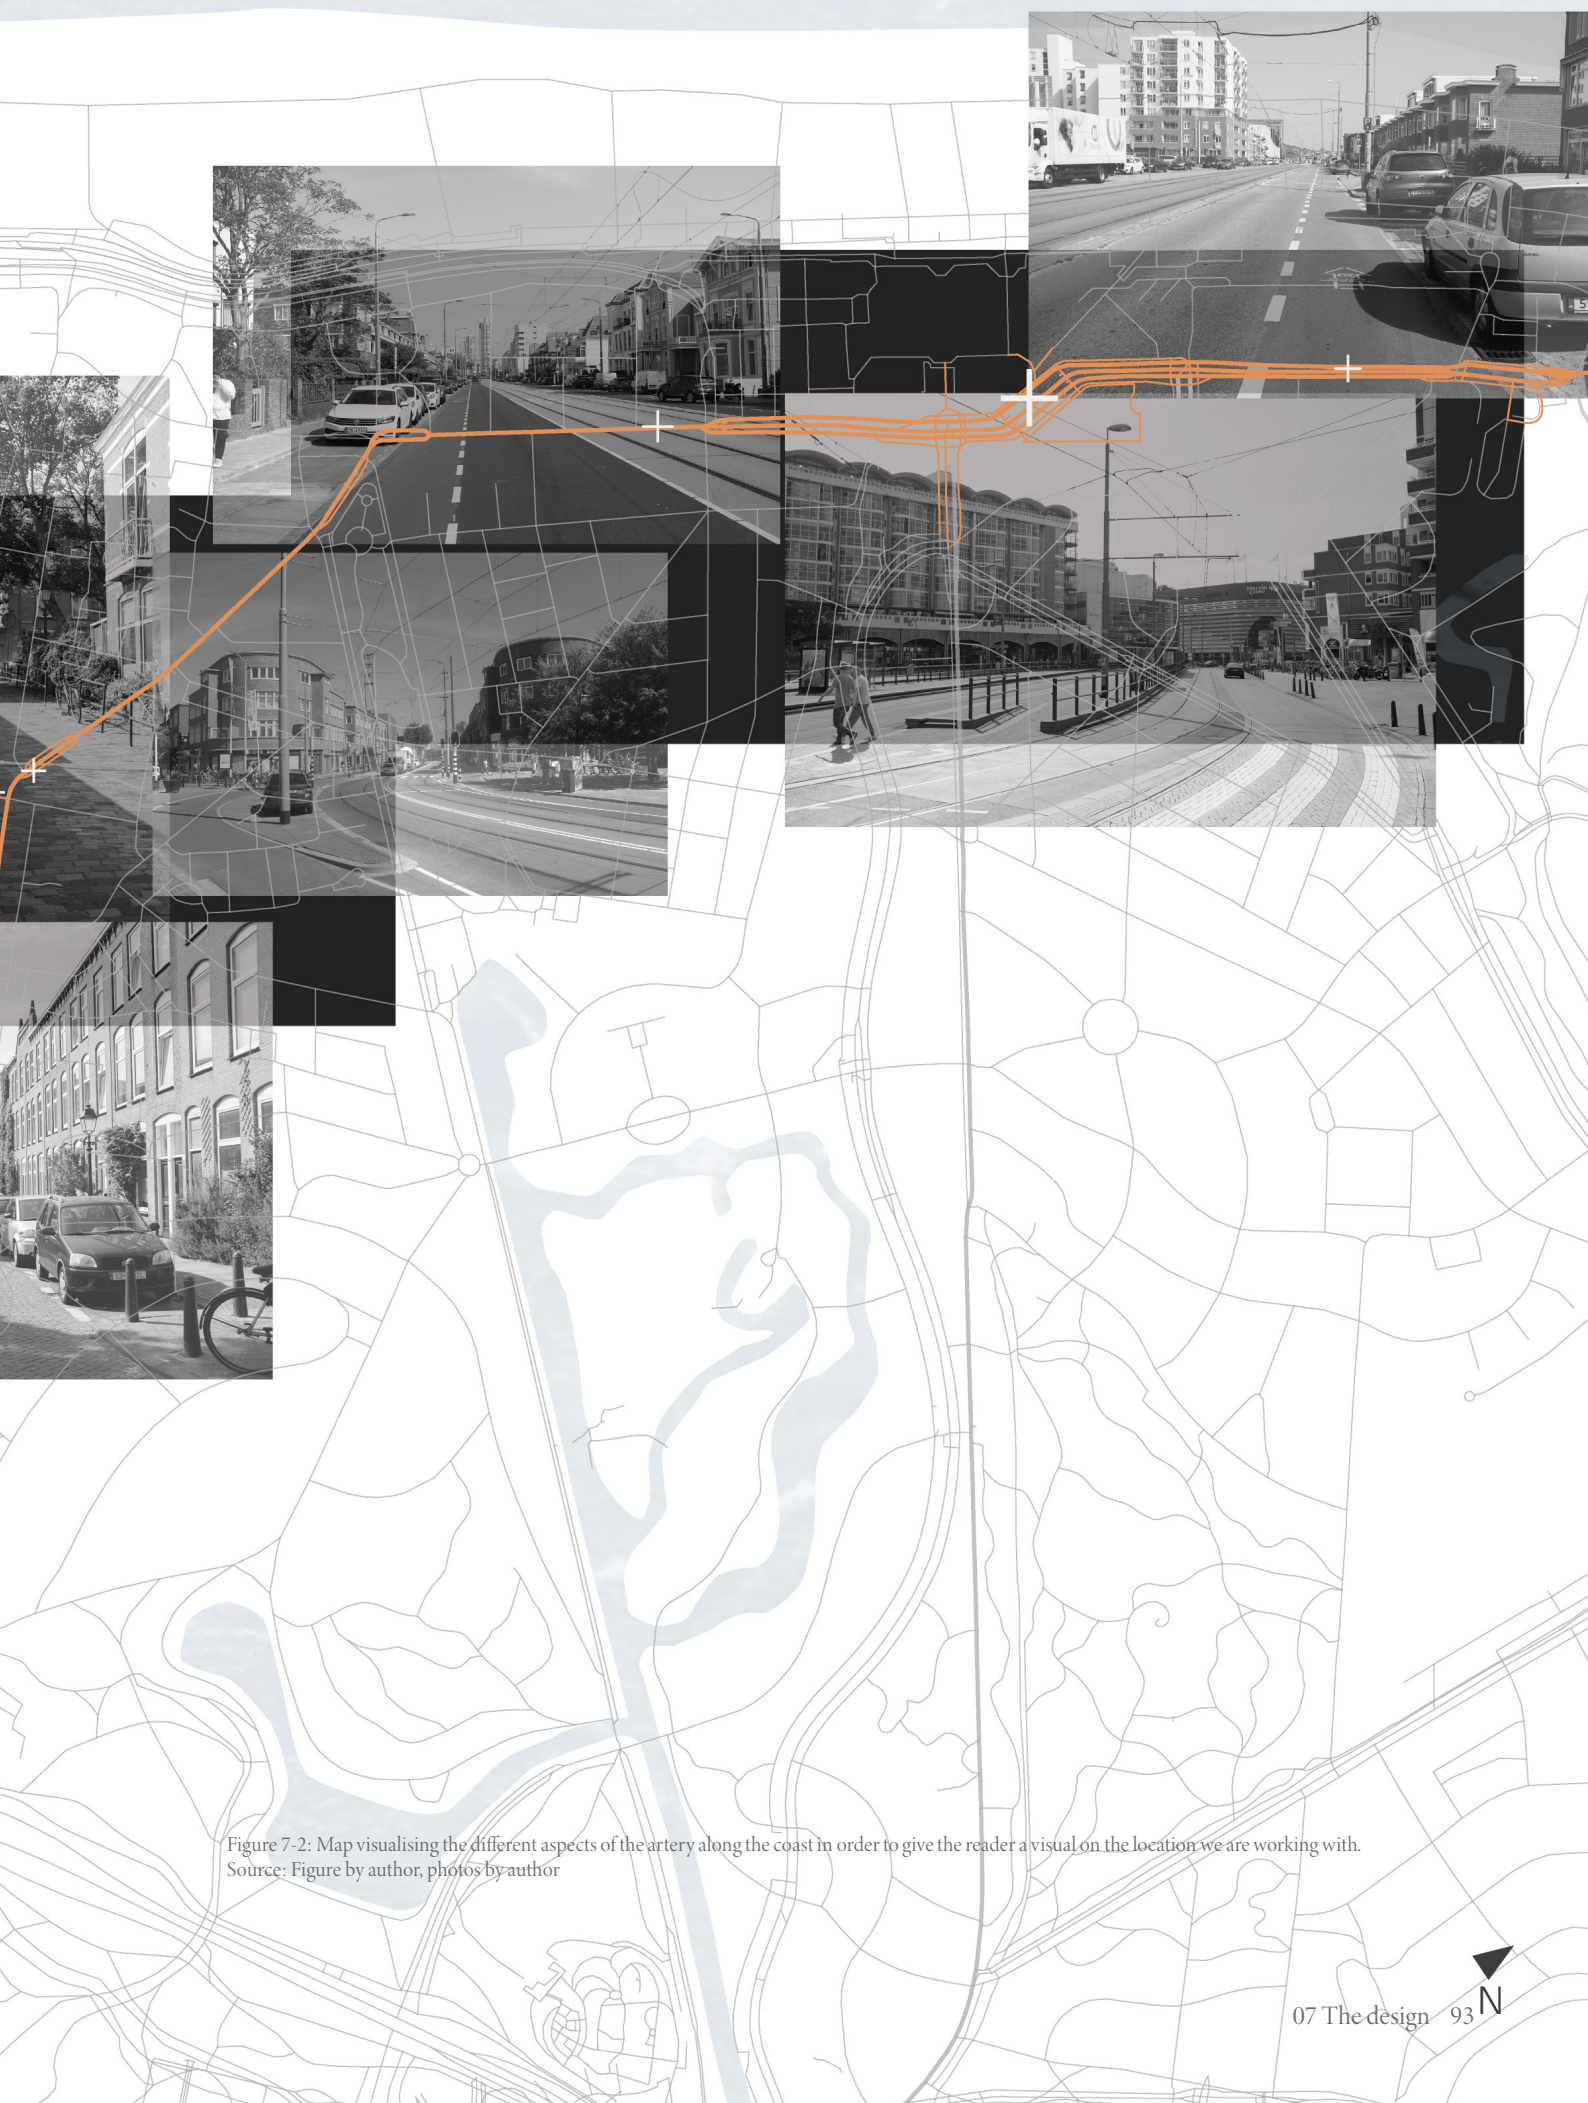 Figure 7-2: Map visualising the different aspects of the artery along the coast in order to give the reader a visual on the location we are working with.
Source: Figure by author, photos by author
07 The design 93
N